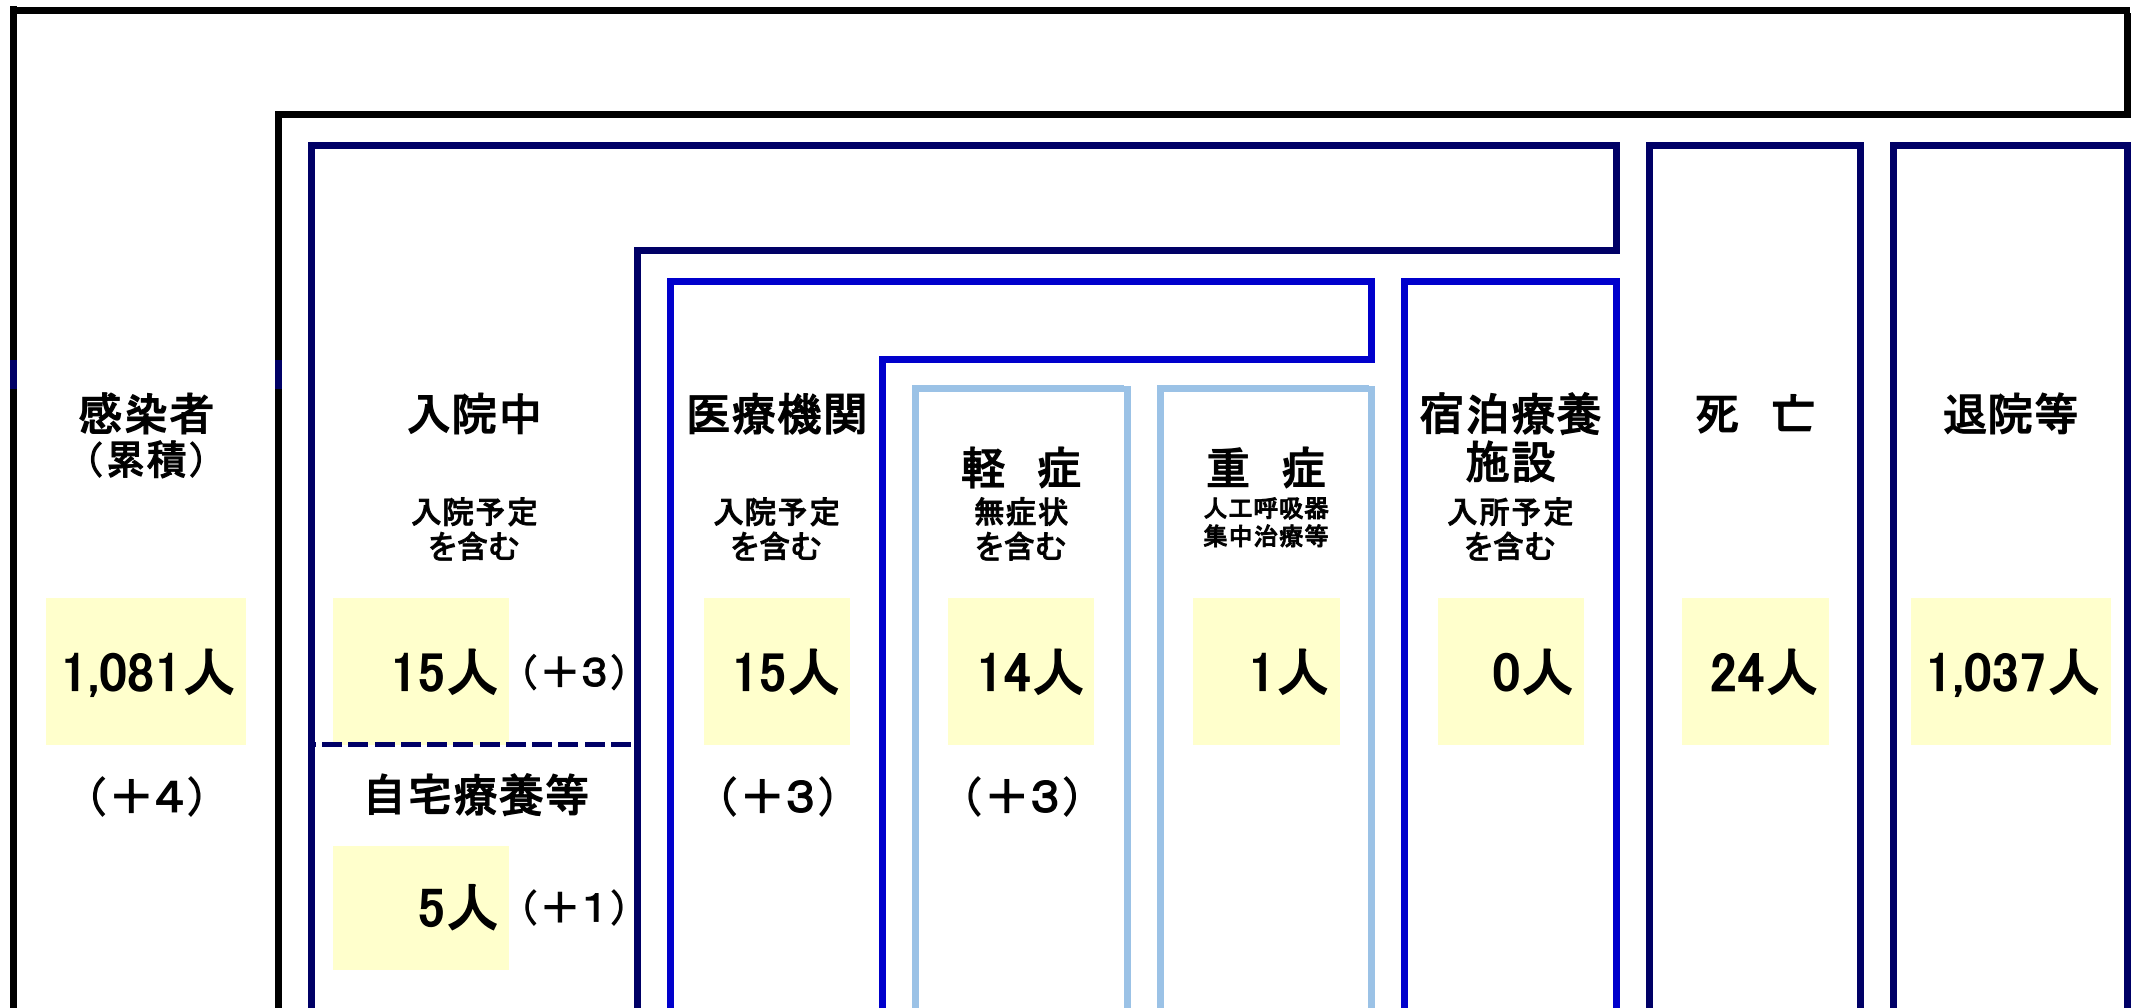 感染者
（累積）
1,081人
（＋4）
入院中
入院予定
を含む
15人（＋3）
自宅療養等
5人（＋1）
医療機関
入院予定
を含む
15人
（＋3）
軽　症
無症状
を含む
14人
（＋3）
重　症
人工呼吸器
集中治療等
1人
宿泊療養
施設
入所予定
を含む
0人
死　亡
24人
退院等
1,037人